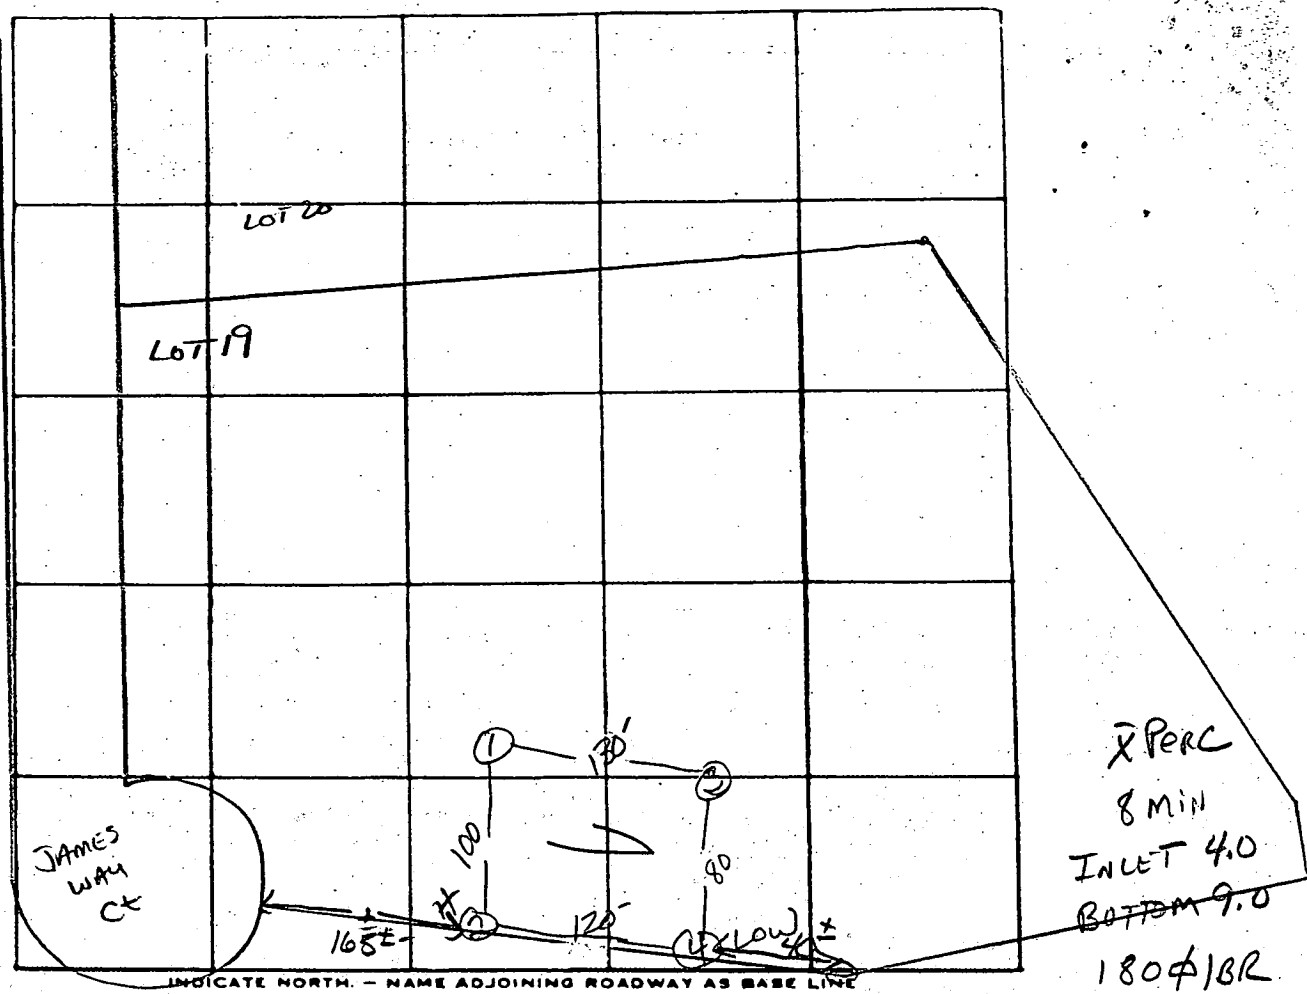 LOT 20
LOT 19
1
130'
100
80
120'
168±
(LOW)
JAMES
WAY
Ct
X̄ PERC
8 MIN
INLET 4.0
BOTTOM 9.0
180ϕ/BR
INDICATE NORTH. – NAME ADJOINING ROADWAY AS BASE LINE